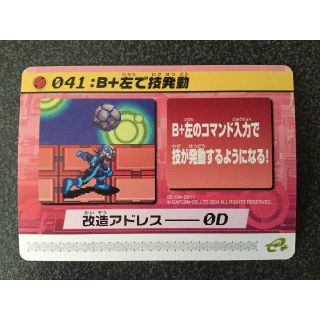 041:B+左で技発動
B+左のコマンド入力で
技が発動するようになる!
© CAPCOM CO., LTD 2004 ALL RIGHTS RESERVED.
改造アドレス――0D